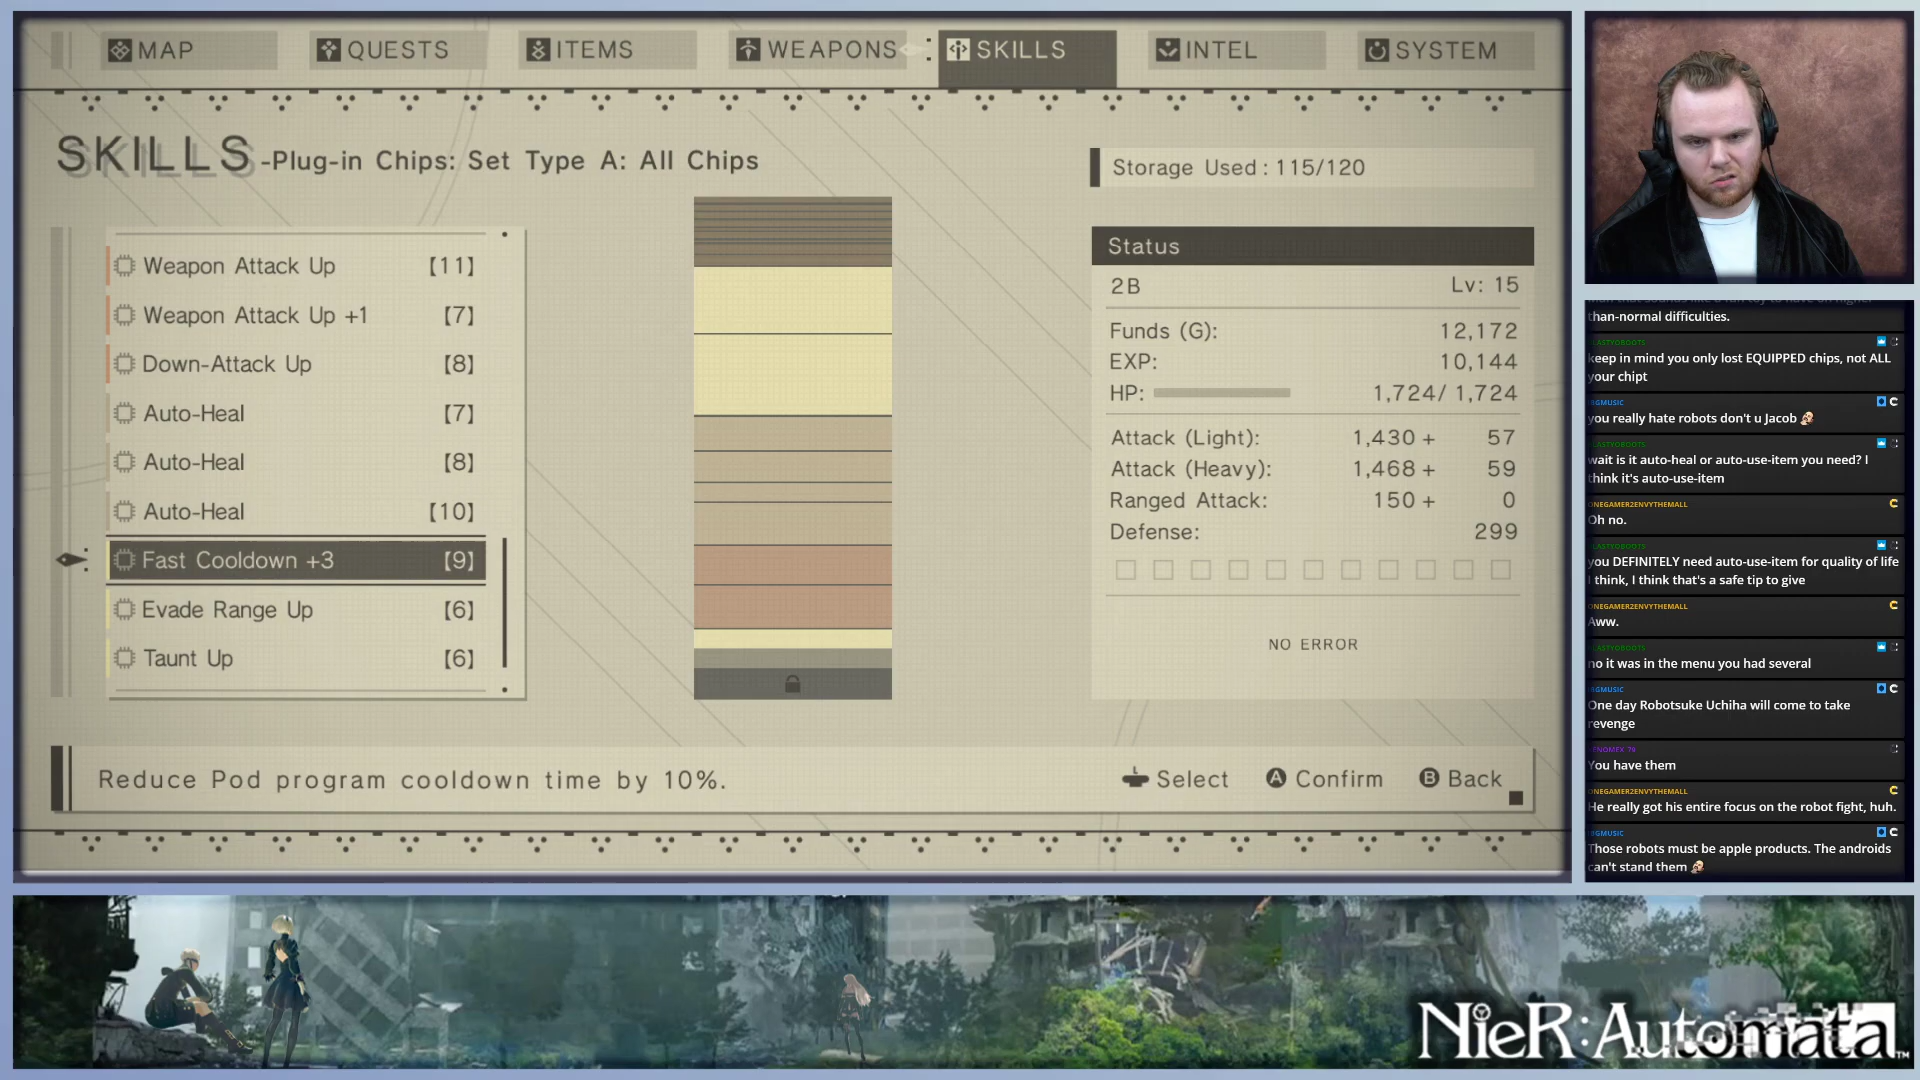 MAP
QUESTS
ITEMS
WEAPONS
SKILLS
INTEL
SYSTEM
SKILLS -Plug-in Chips: Set Type A: All Chips
Storage Used : 115/120
Weapon Attack Up [11]
Weapon Attack Up +1 [7]
Down-Attack Up [8]
Auto-Heal [7]
Auto-Heal [8]
Auto-Heal [10]
Fast Cooldown +3 [9]
Evade Range Up [6]
Taunt Up [6]
Status
2B Lv: 15
Funds (G): 12,172
EXP: 10,144
HP: 1,724/ 1,724
Attack (Light): 1,430 + 57
Attack (Heavy): 1,468 + 59
Ranged Attack: 150 + 0
Defense: 299
NO ERROR
Reduce Pod program cooldown time by 10%.
Select
A Confirm
B Back
than-normal difficulties.
keep in mind you only lost EQUIPPED chips, not ALL
your chipt
you really hate robots don't u Jacob
wait is it auto-heal or auto-use-item you need? I
think it's auto-use-item
ONEGAMER2ENVYTHEMALL
Oh no.
you DEFINITELY need auto-use-item for quality of life
I think, I think that's a safe tip to give
ONEGAMER2ENVYTHEMALL
Aww.
no it was in the menu you had several
One day Robotsuke Uchiha will come to take
revenge
You have them
ONEGAMER2ENVYTHEMALL
He really got his entire focus on the robot fight, huh.
Those robots must be apple products. The androids
can't stand them
NieR:Automata™